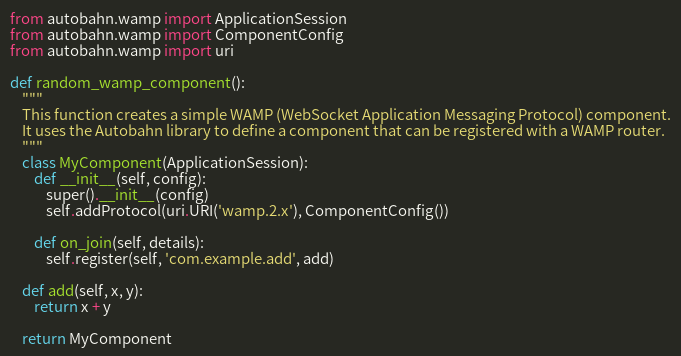 from autobahn.wamp import ApplicationSession
from autobahn.wamp import ComponentConfig
from autobahn.wamp import uri

def random_wamp_component():
    """
    This function creates a simple WAMP (WebSocket Application Messaging Protocol) component.
    It uses the Autobahn library to define a component that can be registered with a WAMP router.
    """
    class MyComponent(ApplicationSession):
        def __init__(self, config):
            super().__init__(config)
            self.addProtocol(uri.URI('wamp.2.x'), ComponentConfig())

        def on_join(self, details):
            self.register(self, 'com.example.add', add)

    def add(self, x, y):
        return x + y

    return MyComponent